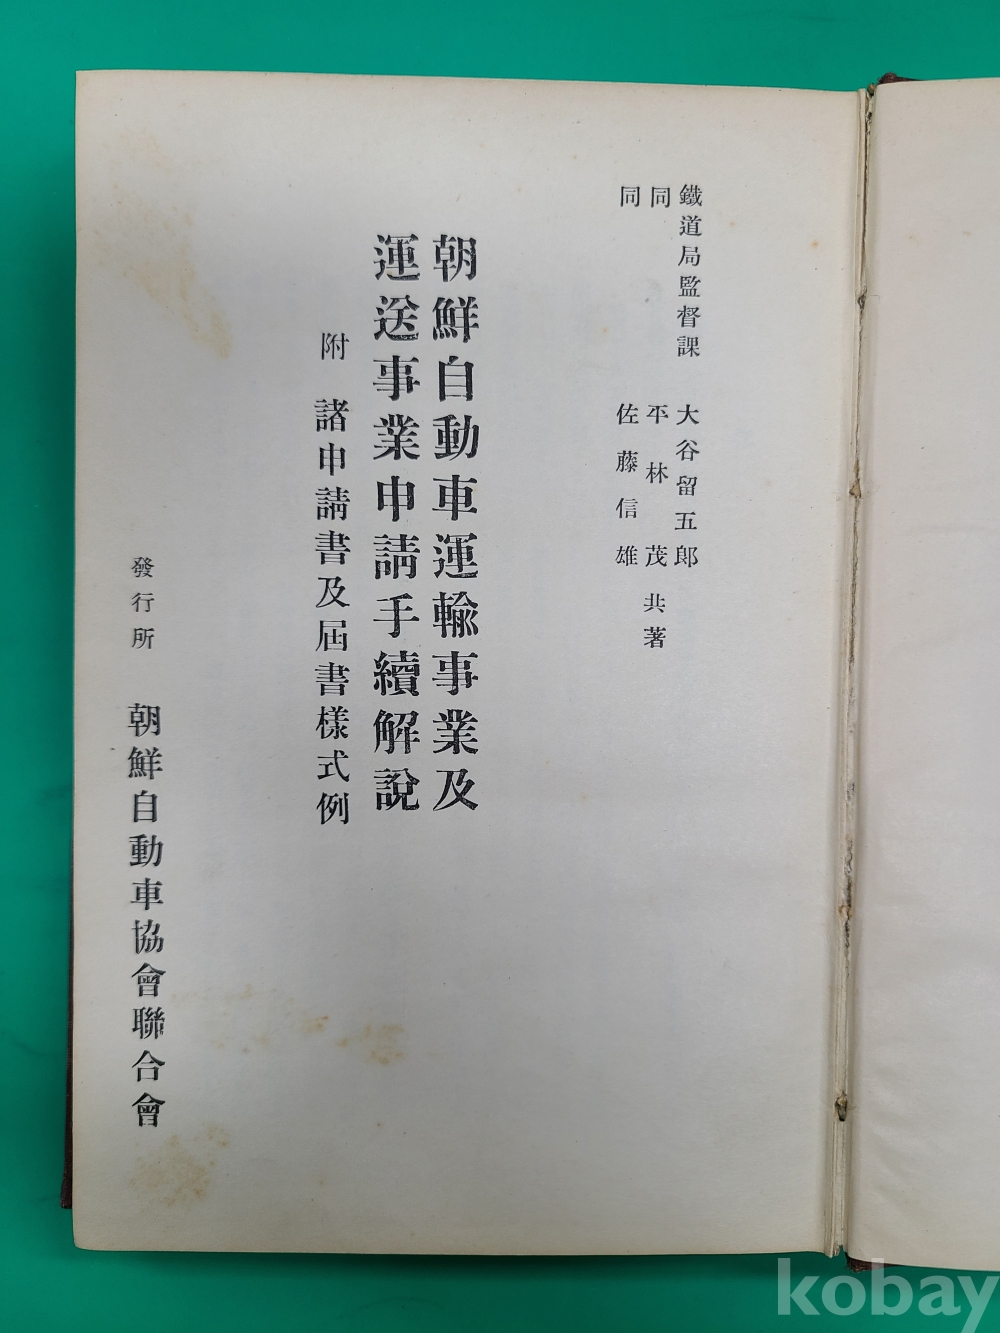 鐵道局監督課 大谷留五郎
同 平林茂 共著
同 佐藤信雄
朝鮮自動車運輸事業及
運送事業申請手續解說
附 諸申請書及屆書樣式例
發行所 朝鮮自動車協會聯合會
kobay